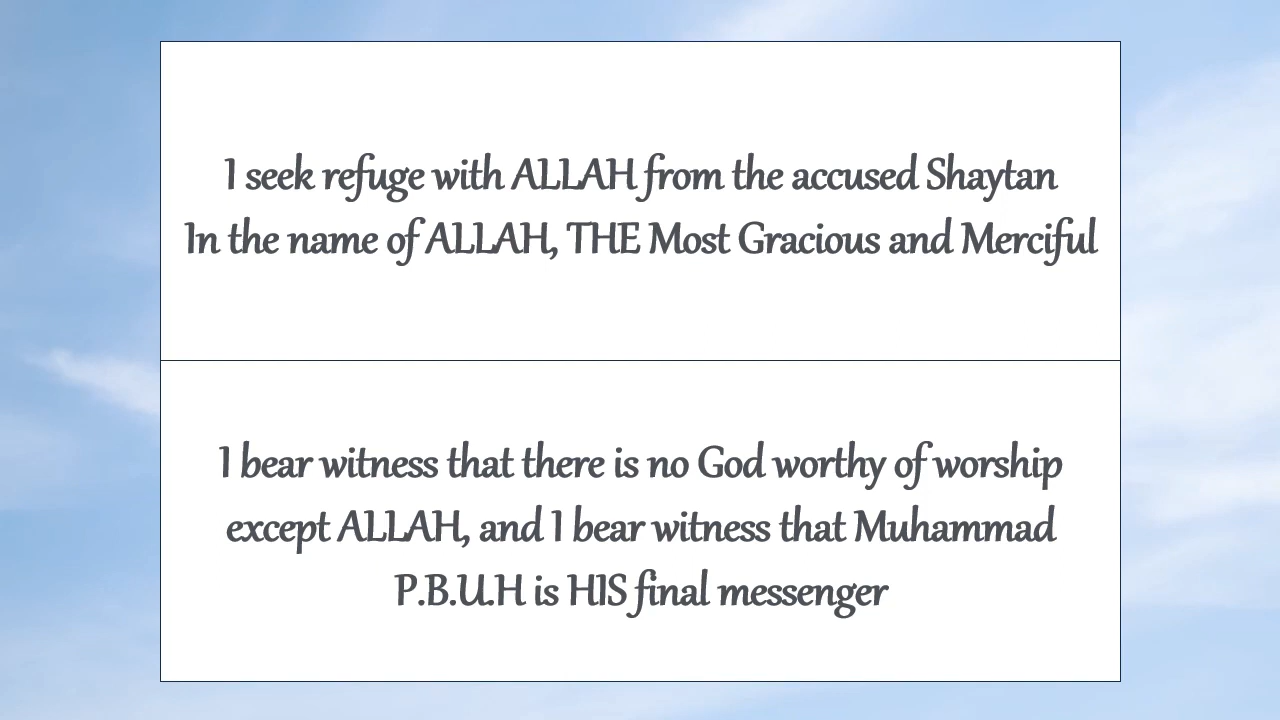 I seek refuge with ALLAH from the accused Shaytan
In the name of ALLAH, THE Most Gracious and Merciful
I bear witness that there is no God worthy of worship
except ALLAH, and I bear witness that Muhammad
P.B.U.H is HIS final messenger